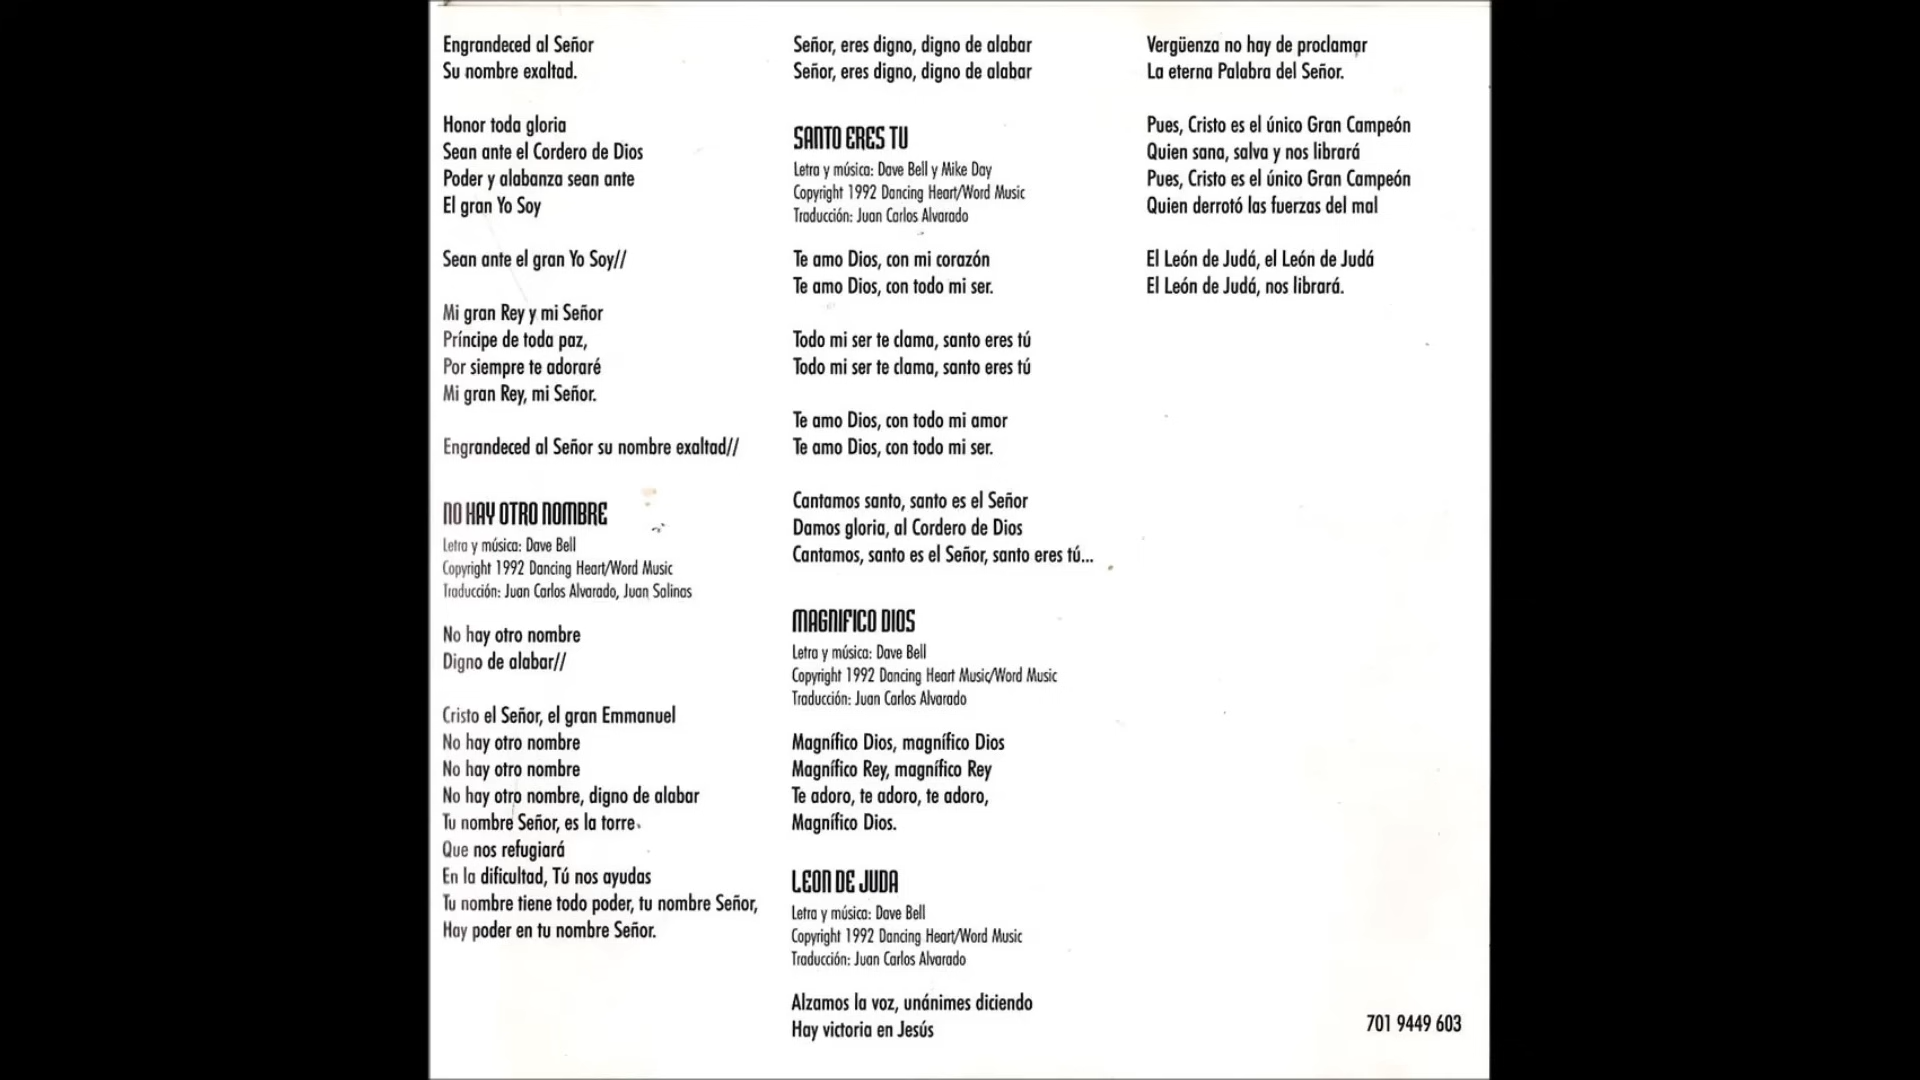 Engrandeced al Señor
Su nombre exaltad.
Honor toda gloria
Sean ante el Cordero de Dios
Poder y alabanza sean ante
El gran Yo Soy
Sean ante el gran Yo Soy//
Mi gran Rey y mi Señor
Príncipe de toda paz,
Por siempre te adoraré
Mi gran Rey, mi Señor.
Engrandeced al Señor su nombre exaltad//
NO HAY OTRO NOMBRE
Letra y música: Dave Bell
Copyright 1992 Dancing Heart/Word Music
Traducción: Juan Carlos Alvarado, Juan Salinas
No hay otro nombre
Digno de alabar//
Cristo el Señor, el gran Emmanuel
No hay otro nombre
No hay otro nombre
No hay otro nombre, digno de alabar
Tu nombre Señor, es la torre
Que nos refugiará
En la dificultad, Tú nos ayudas
Tu nombre tiene todo poder, tu nombre Señor,
Hay poder en tu nombre Señor.
Señor, eres digno, digno de alabar
Señor, eres digno, digno de alabar
SANTO ERES TU
Letra y música: Dave Bell y Mike Day
Copyright 1992 Dancing Heart/Word Music
Traducción: Juan Carlos Alvarado
Te amo Dios, con mi corazón
Te amo Dios, con todo mi ser.
Todo mi ser te clama, santo eres tú
Todo mi ser te clama, santo eres tú
Te amo Dios, con todo mi amor
Te amo Dios, con todo mi ser.
Cantamos santo, santo es el Señor
Damos gloria, al Cordero de Dios
Cantamos, santo es el Señor, santo eres tú...
MAGNIFICO DIOS
Letra y música: Dave Bell
Copyright 1992 Dancing Heart Music/Word Music
Traducción: Juan Carlos Alvarado
Magnífico Dios, magnífico Dios
Magnífico Rey, magnífico Rey
Te adoro, te adoro, te adoro,
Magnífico Dios.
LEON DE JUDA
Letra y música: Dave Bell
Copyright 1992 Dancing Heart/Word Music
Traducción: Juan Carlos Alvarado
Alzamos la voz, unánimes diciendo
Hay victoria en Jesús
Vergüenza no hay de proclamar
La eterna Palabra del Señor.
Pues, Cristo es el único Gran Campeón
Quien sana, salva y nos librará
Pues, Cristo es el único Gran Campeón
Quien derrotó las fuerzas del mal
El León de Judá, el León de Judá
El León de Judá, nos librará.
701 9449 603